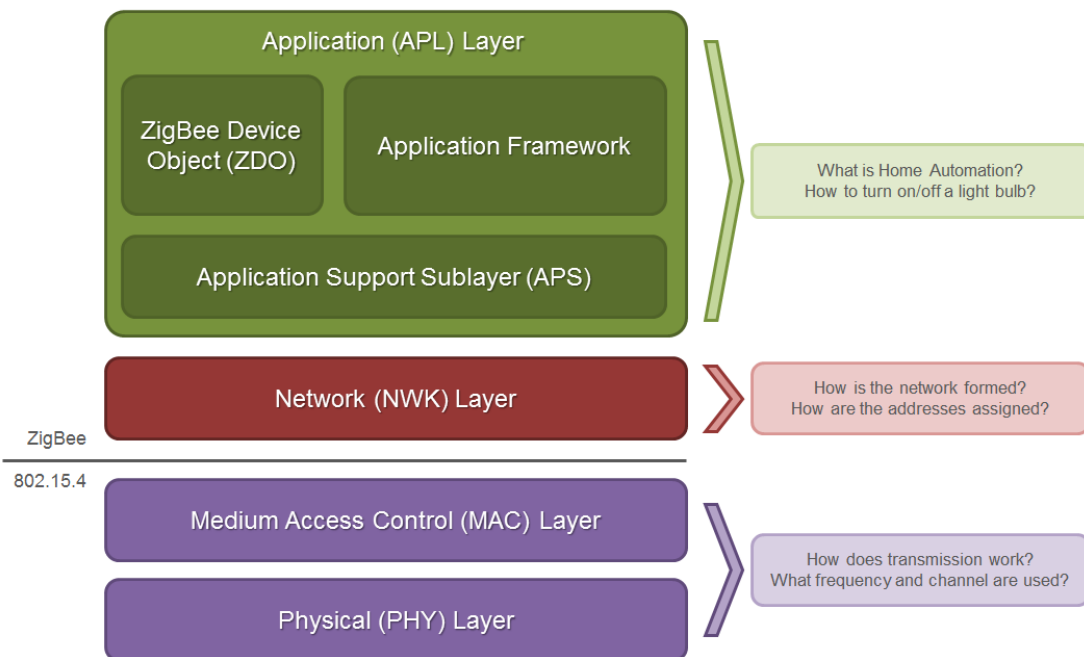 Application (APL) Layer
ZigBee Device
Object (ZDO)
Application Framework
Application Support Sublayer (APS)
What is Home Automation?
How to turn on/off a light bulb?
Network (NWK) Layer
How is the network formed?
How are the addresses assigned?
ZigBee
802.15.4
Medium Access Control (MAC) Layer
Physical (PHY) Layer
How does transmission work?
What frequency and channel are used?